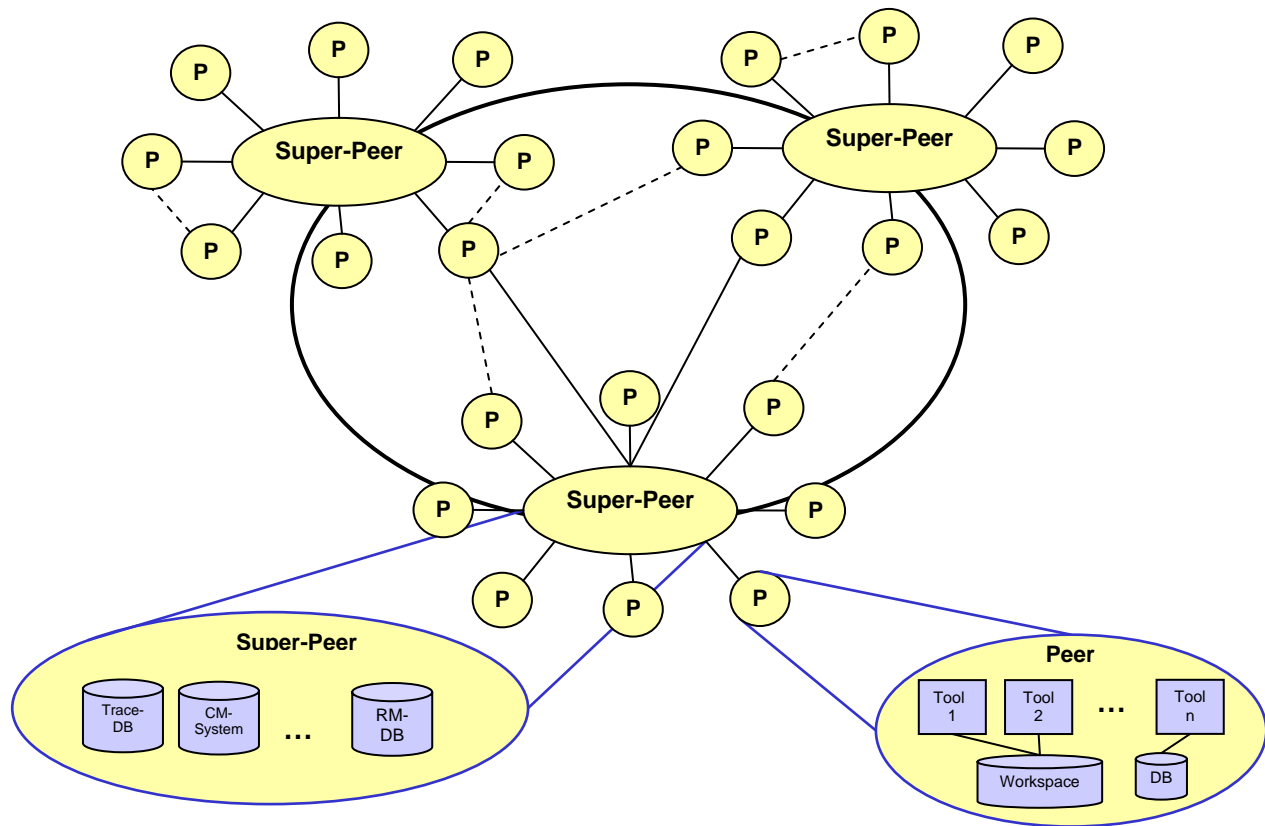 P
P
P
P
P
P
P
Super-Peer
P
P
Super-Peer
P
P
P
P
P
P
P
P
P
P
P
Super-Peer
P
P
P
P
Super-Peer
Trace-
DB
CM-
System
...
RM-
DB
Peer
Tool
1
Tool
2
...
Tool
n
Workspace
DB